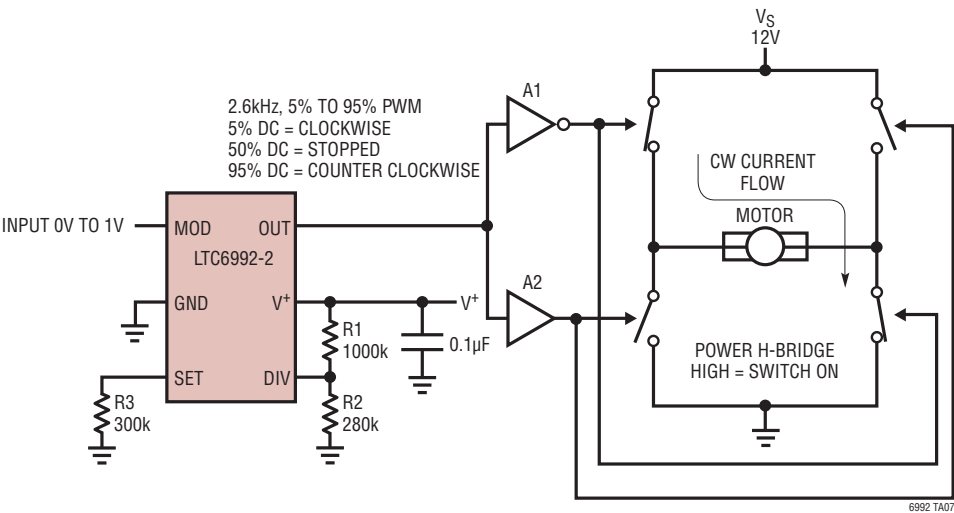 V_S
12V
A1
2.6kHz, 5% TO 95% PWM
5% DC = CLOCKWISE
50% DC = STOPPED
95% DC = COUNTER CLOCKWISE
CW CURRENT
FLOW
MOTOR
INPUT 0V TO 1V
MOD
OUT
LTC6992-2
GND
V⁺
SET
DIV
R1
1000k
V⁺
0.1µF
R2
280k
R3
300k
A2
POWER H-BRIDGE
HIGH = SWITCH ON
6992 TA07